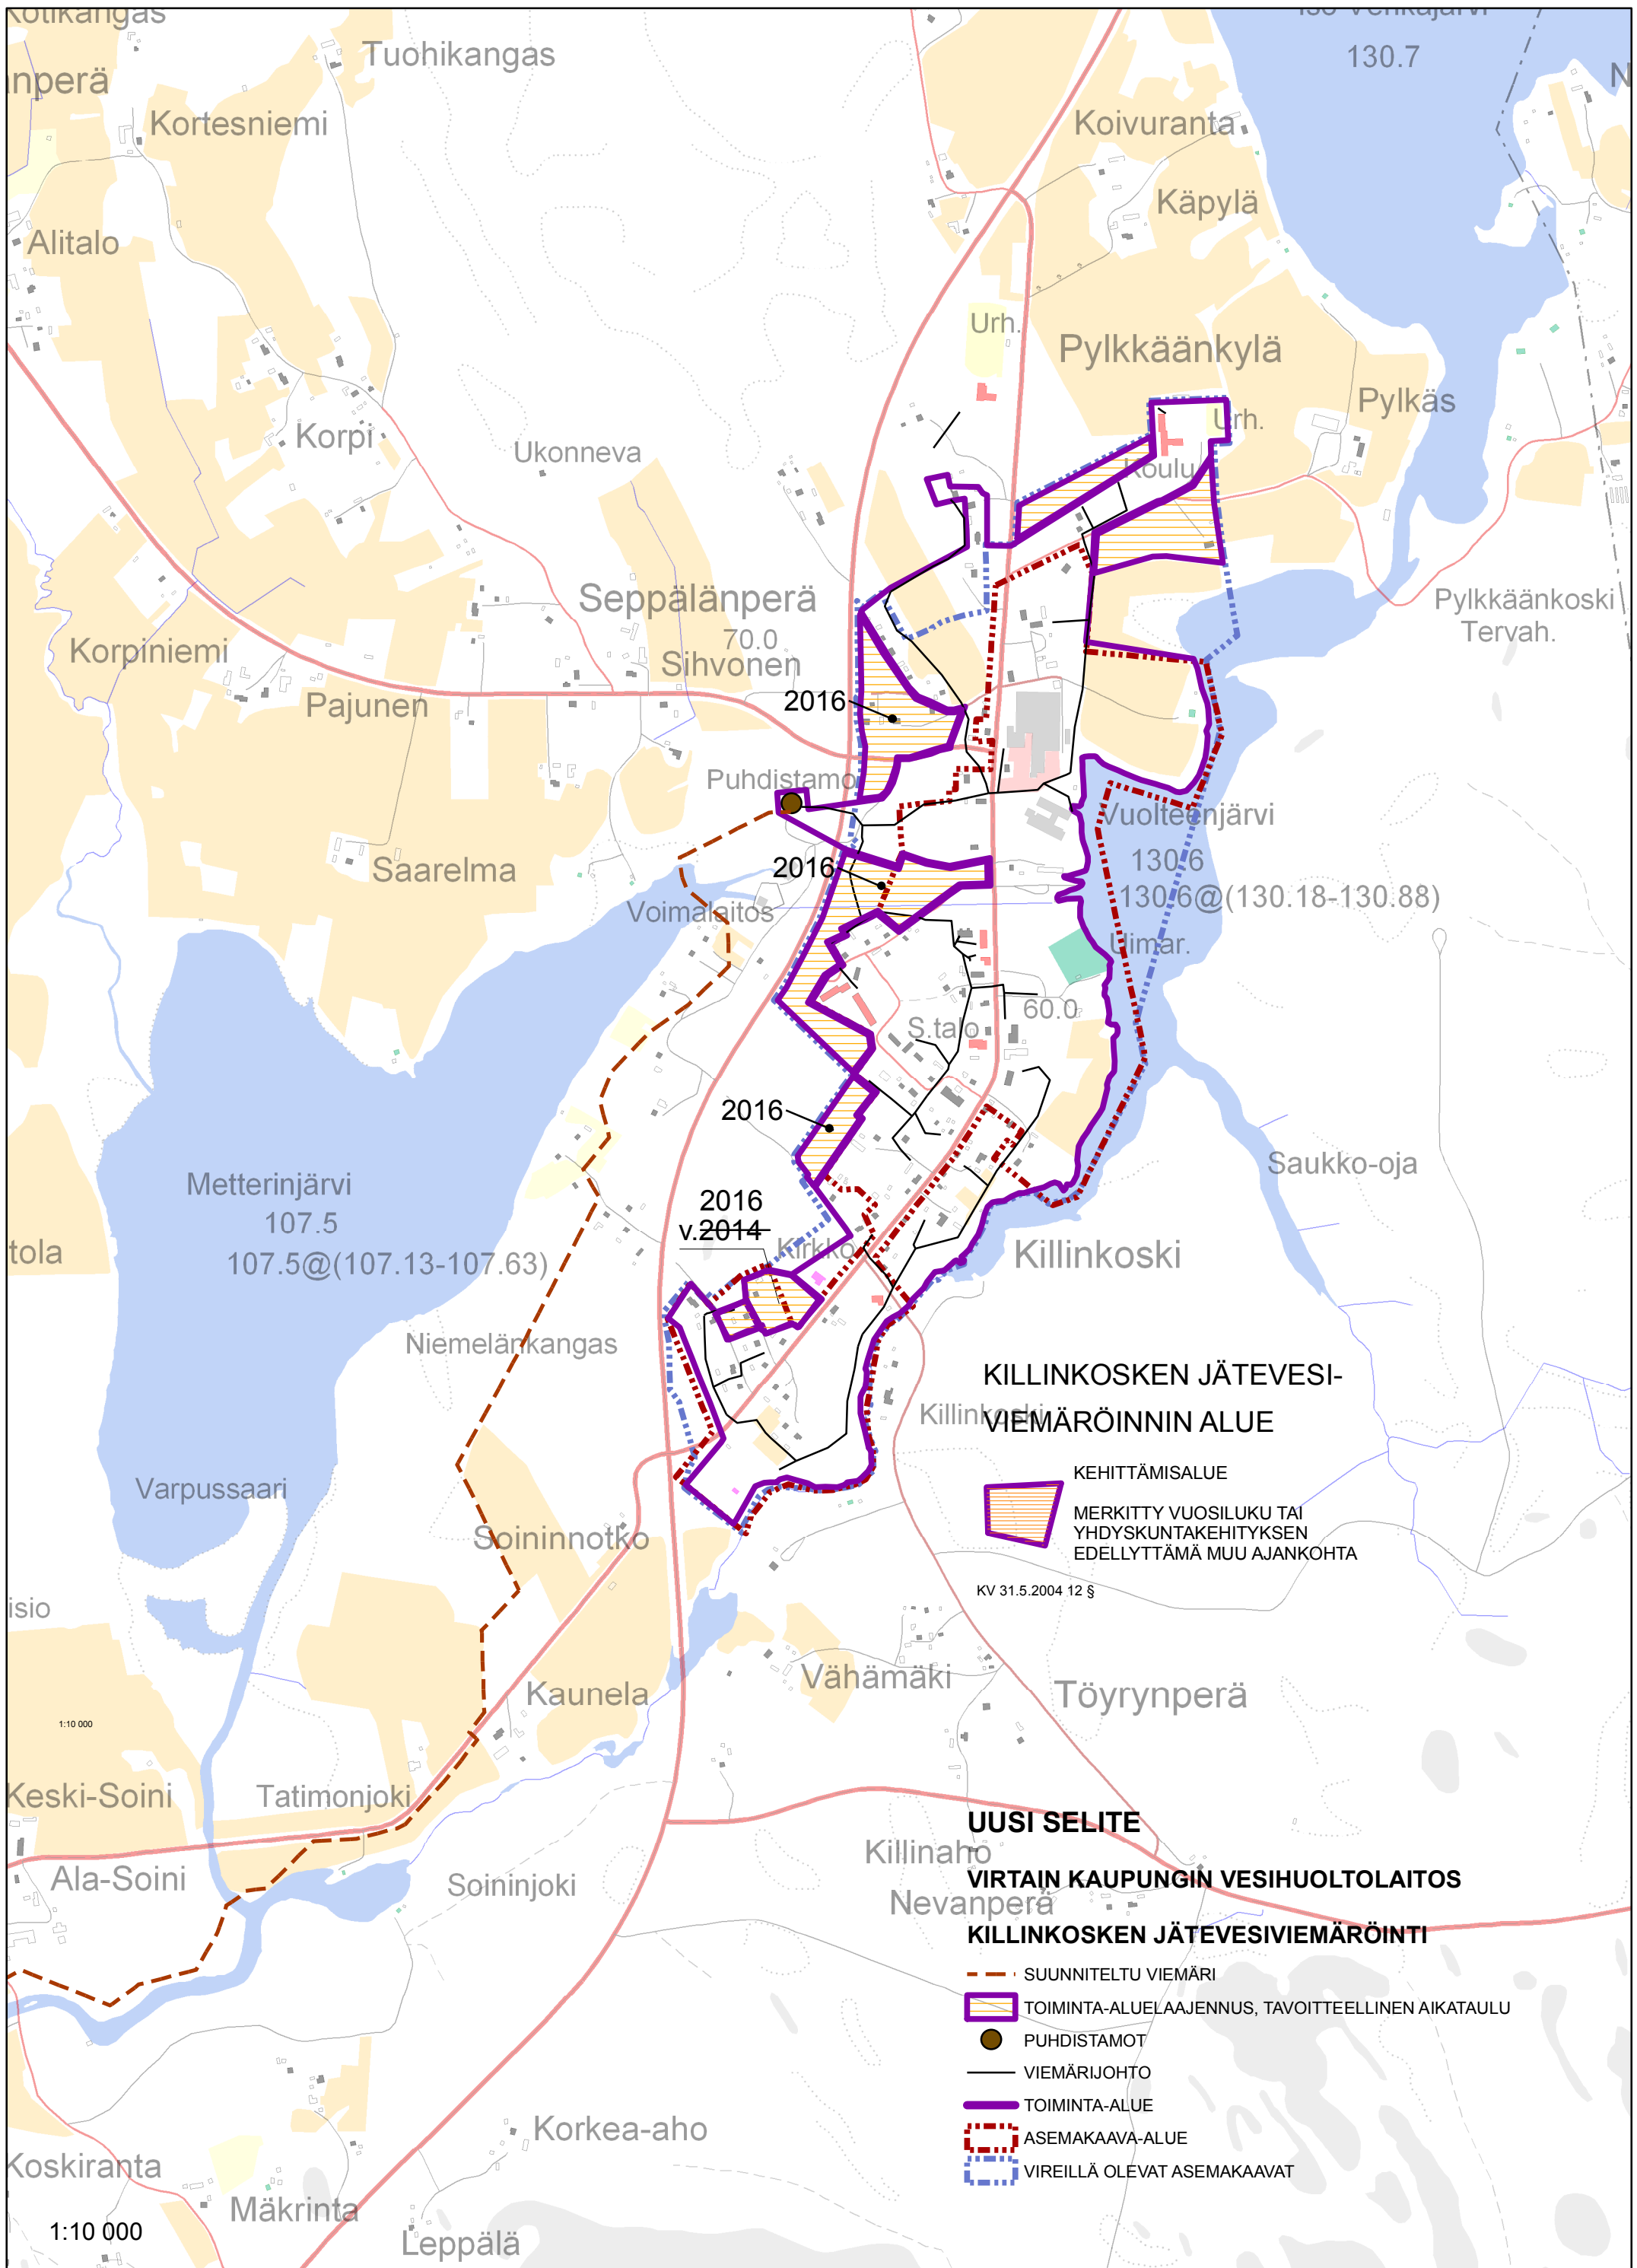 Kotikangas
Tuohikangas
130.7
nperä
Kortesniemi
Koivuranta
Käpylä
Alitalo
Urh.
Pylkkäänkylä
Pylkäs
Urh.
Korpi
Ukonneva
Koulu
Seppälänperä
70.0
Sihvonen
Pylkkäänkoski
Tervah.
Korpiniemi
Pajunen
2016
Puhdistamo
Vuolteenjärvi
130.6
130.6@(130.18-130.88)
Saarelma
2016
Voimalaitos
Uimar.
60.0
S.talo
2016
Saukko-oja
Metterinjärvi
107.5
107.5@(107.13-107.63)
2016
v.2014
Kirkko
Killinkoski
tola
Niemelänkangas
KILLINKOSKEN JÄTEVESI-
VIEMÄRÖINNIN ALUE
Killinkoski
KEHITTÄMISALUE
MERKITTY VUOSILUKU TAI
YHDYSKUNTAKEHITYKSEN
EDELLYTTÄMÄ MUU AJANKOHTA
KV 31.5.2004 12 §
Varpussaari
Soininnotko
isio
Vähämäki
Kaunela
Töyrynperä
1:10 000
Keski-Soini
Tatimonjoki
Ala-Soini
Soininjoki
Killinaho
Nevanperä
UUSI SELITE
VIRTAIN KAUPUNGIN VESIHUOLTOLAITOS
KILLINKOSKEN JÄTEVESIVIEMÄRÖINTI
SUUNNITELTU VIEMÄRI
TOIMINTA-ALUELAAJENNUS, TAVOITTEELLINEN AIKATAULU
PUHDISTAMOT
VIEMÄRIJOHTO
TOIMINTA-ALUE
ASEMAKAAVA-ALUE
VIREILLÄ OLEVAT ASEMAKAAVAT
Korkea-aho
Koskiranta
Mäkrinta
Leppälä
1:10 000